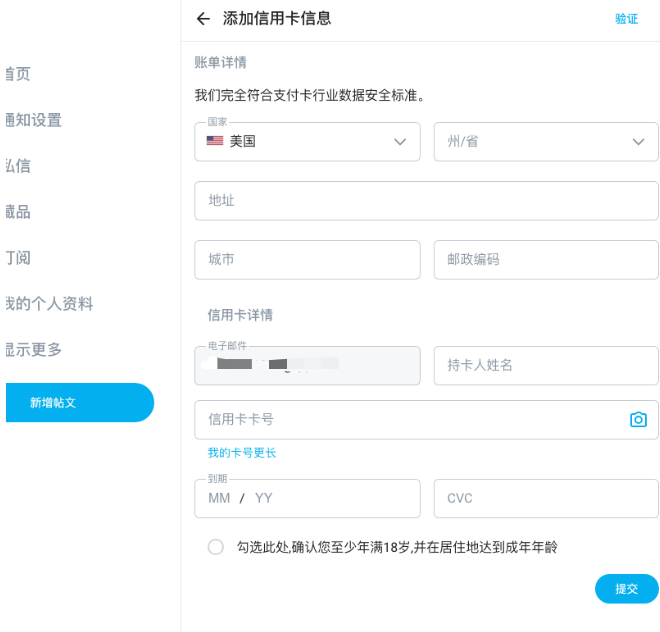 添加信用卡信息
验证
首页
通知设置
私信
藏品
订阅
我的个人资料
显示更多
新增帖文
账单详情
我们完全符合支付卡行业数据安全标准。
国家
美国
州/省
地址
城市
邮政编码
信用卡详情
电子邮件
持卡人姓名
信用卡卡号
我的卡号更长
到期
MM / YY
CVC
勾选此处,确认您至少年满18岁,并在居住地达到成年年龄
提交